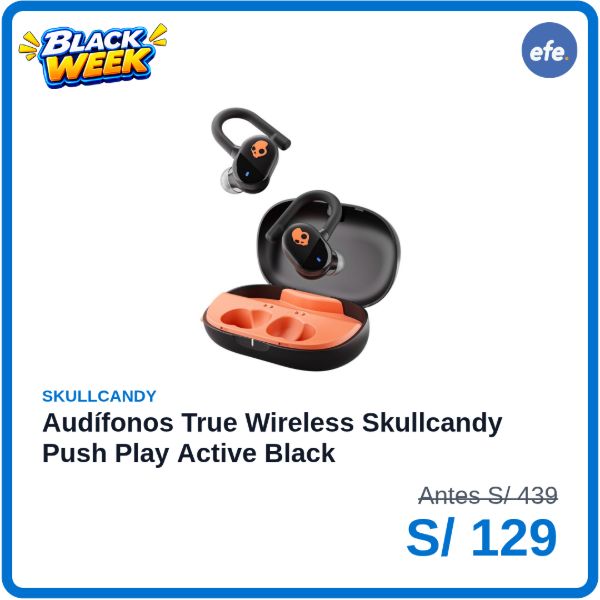 BLACK
WEEK
efe.
SKULLCANDY
Audífonos True Wireless Skullcandy
Push Play Active Black
Antes S/ 439
S/ 129